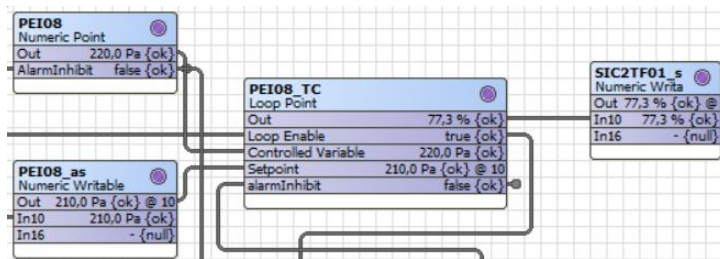 PEI08
Numeric Point
Out 220,0 Pa {ok}
AlarmInhibit false {ok}
PEI08_as
Numeric Writable
Out 210,0 Pa {ok} @ 10
In10 210,0 Pa {ok}
In16 - {null}
PEI08_TC
Loop Point
Out 77,3 % {ok}
Loop Enable true {ok}
Controlled Variable 220,0 Pa {ok}
Setpoint 210,0 Pa {ok} @ 10
alarmInhibit false {ok}
SIC2TF01_s
Numeric Writa
Out 77,3 % {ok} @
In10 77,3 % {ok}
In16 - {null}